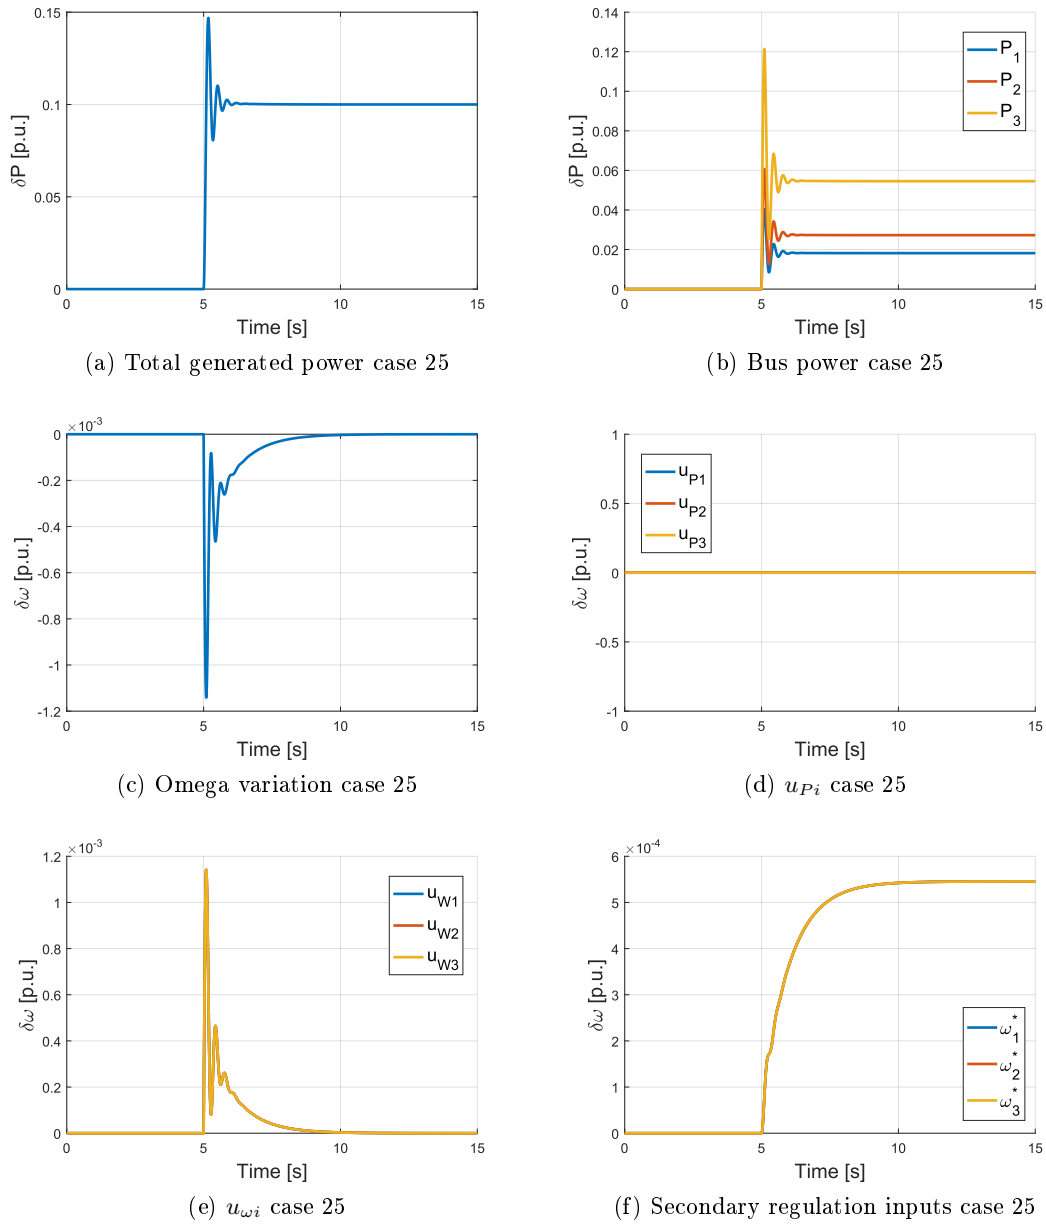 0.15
0.1
0.05
0
δP [p.u.]
0 5 10 15
Time [s]
(a) Total generated power case 25
0.14
0.12
0.1
0.08
0.06
0.04
0.02
0
δP [p.u.]
P1
P2
P3
0 5 10 15
Time [s]
(b) Bus power case 25
×10-3
0
-0.2
-0.4
-0.6
-0.8
-1
-1.2
δω [p.u.]
0 5 10 15
Time [s]
(c) Omega variation case 25
1
0.5
0
-0.5
-1
δω [p.u.]
uP1
uP2
uP3
0 5 10 15
Time [s]
(d) uPi case 25
×10-3
1.2
1
0.8
0.6
0.4
0.2
0
δω [p.u.]
uW1
uW2
uW3
0 5 10 15
Time [s]
(e) uωi case 25
×10-4
6
5
4
3
2
1
0
δω [p.u.]
ω1*
ω2*
ω3*
0 5 10 15
Time [s]
(f) Secondary regulation inputs case 25